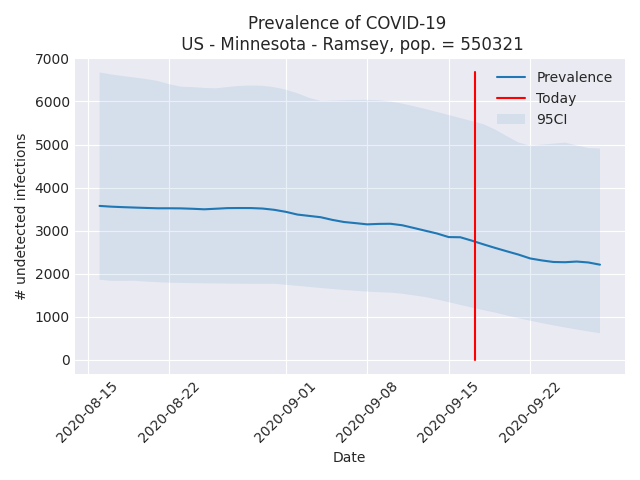 Prevalence of COVID-19
US - Minnesota - Ramsey, pop. = 550321
7000
6000
5000
4000
3000
2000
1000
0
# undetected infections
Prevalence
Today
95CI
2020-08-15
2020-08-22
2020-09-01
2020-09-08
2020-09-15
2020-09-22
Date